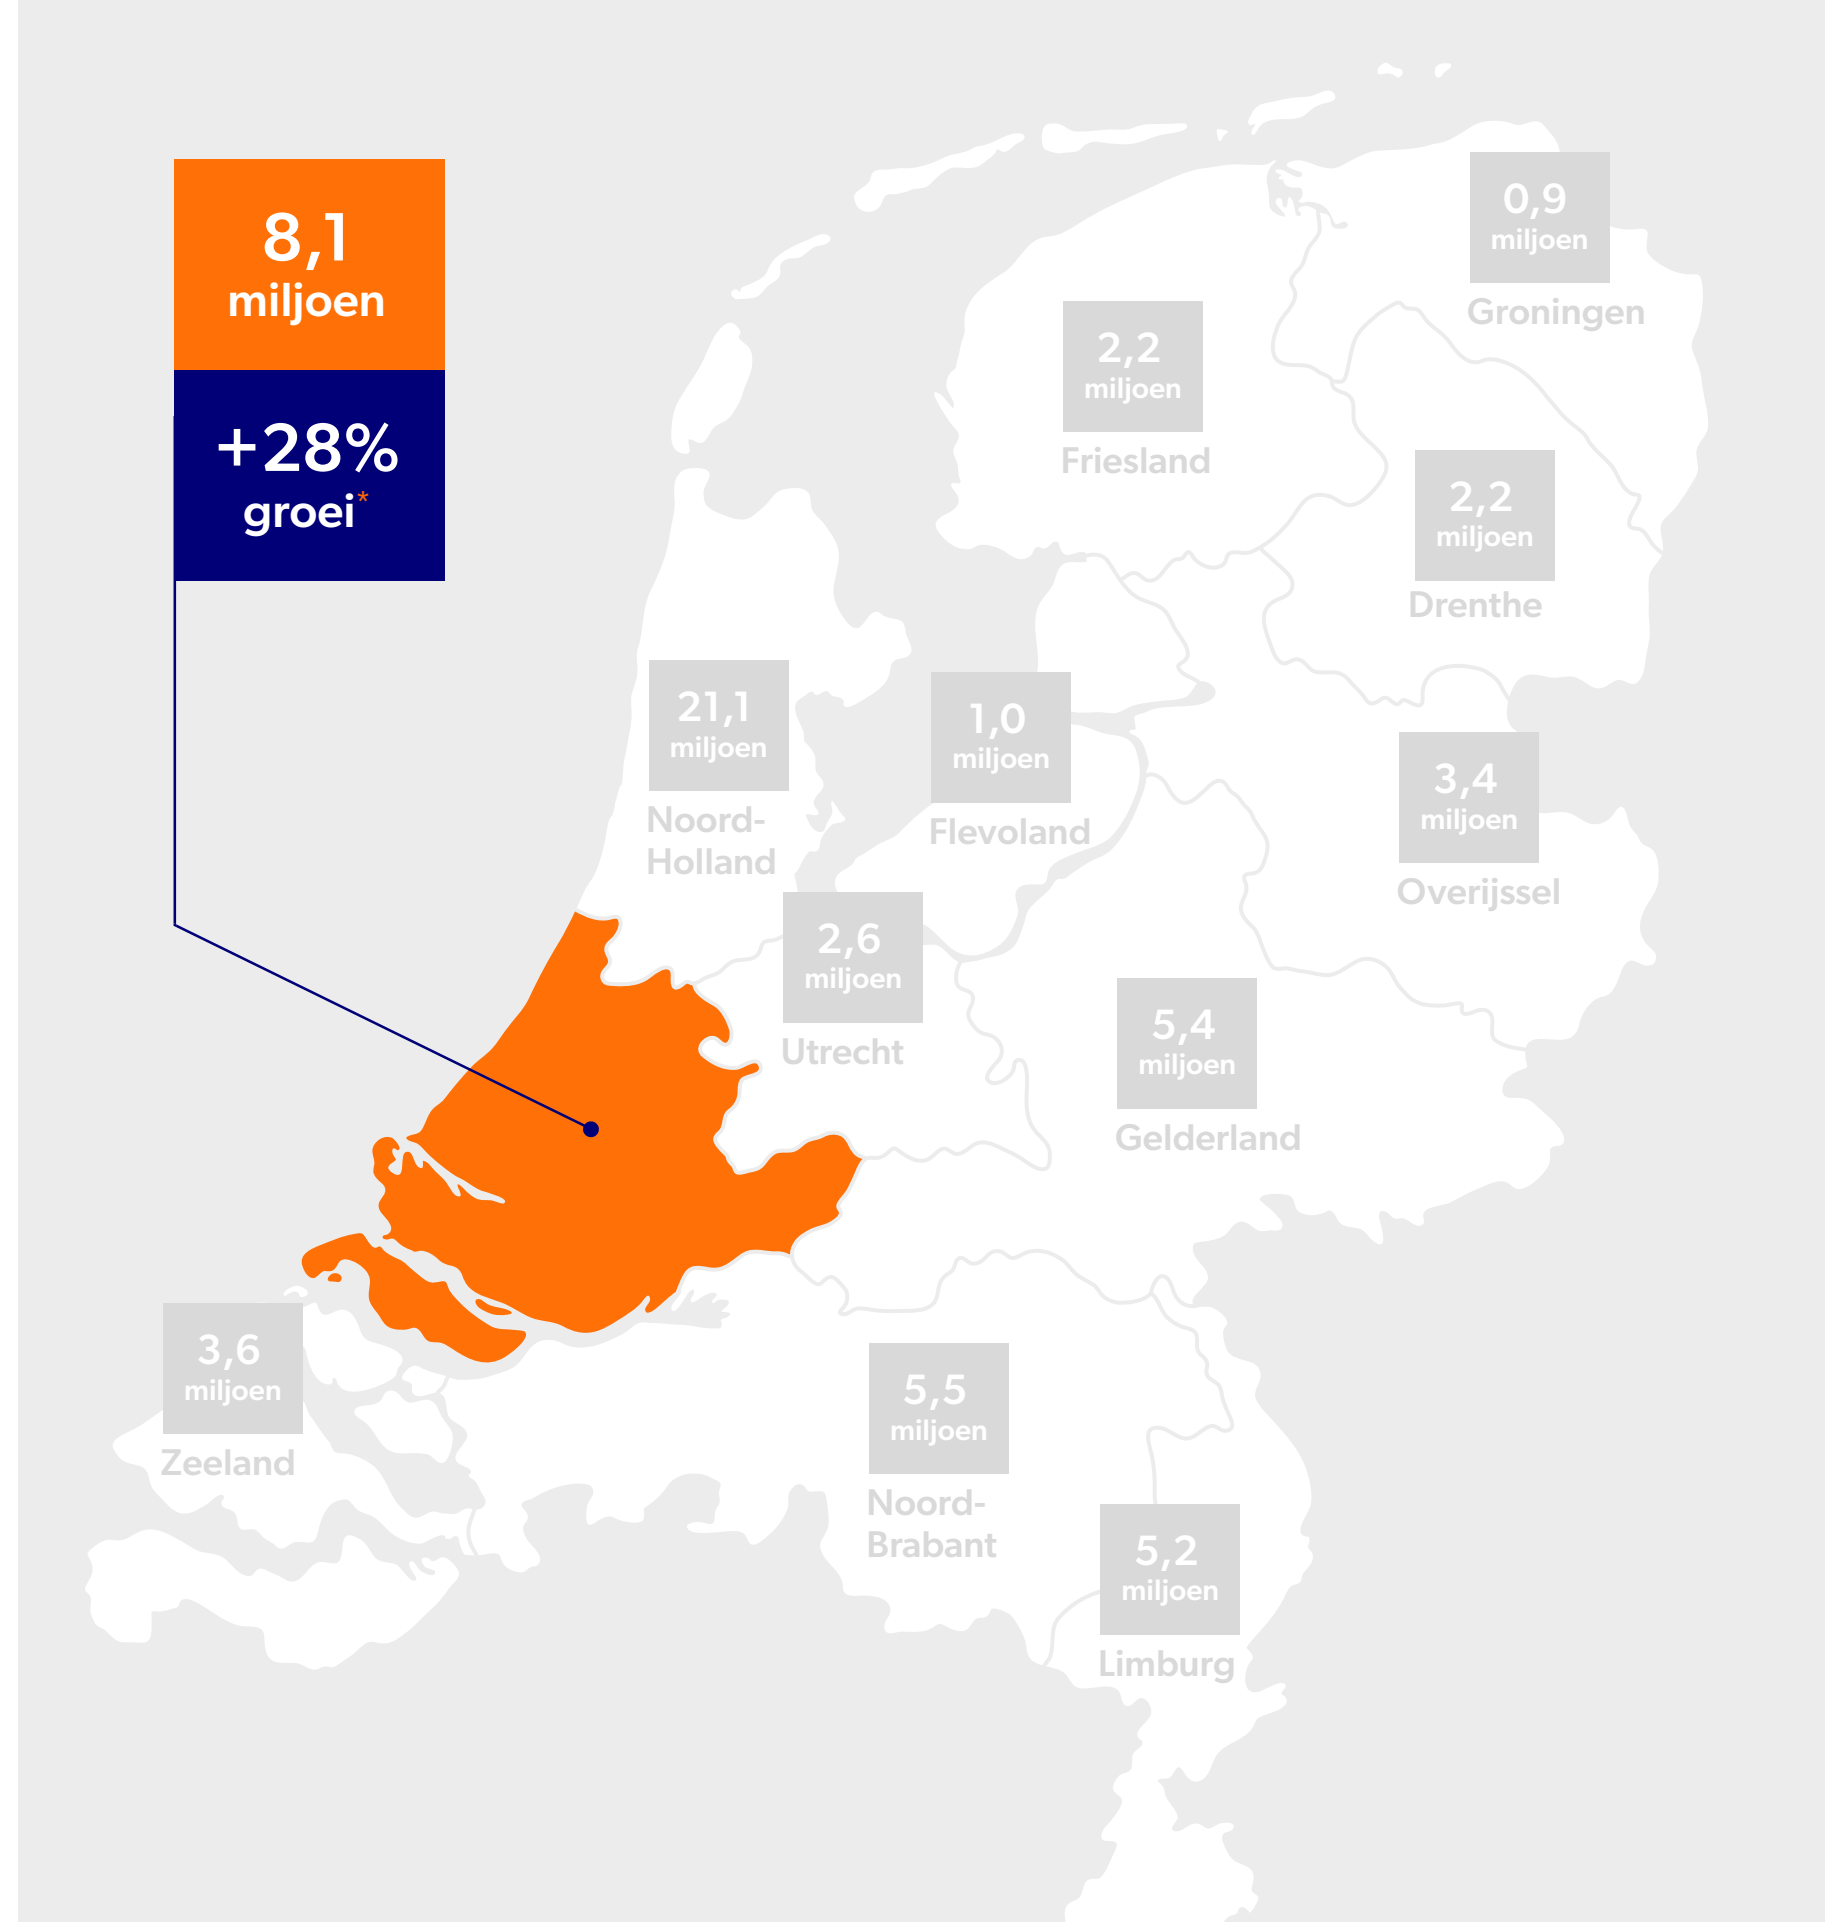 8,1
miljoen
+28%
groei*
0,9
miljoen
Groningen
2,2
miljoen
Friesland
2,2
miljoen
Drenthe
21,1
miljoen
Noord-
Holland
1,0
miljoen
Flevoland
3,4
miljoen
Overijssel
2,6
miljoen
Utrecht
5,4
miljoen
Gelderland
3,6
miljoen
Zeeland
5,5
miljoen
Noord-
Brabant
5,2
miljoen
Limburg